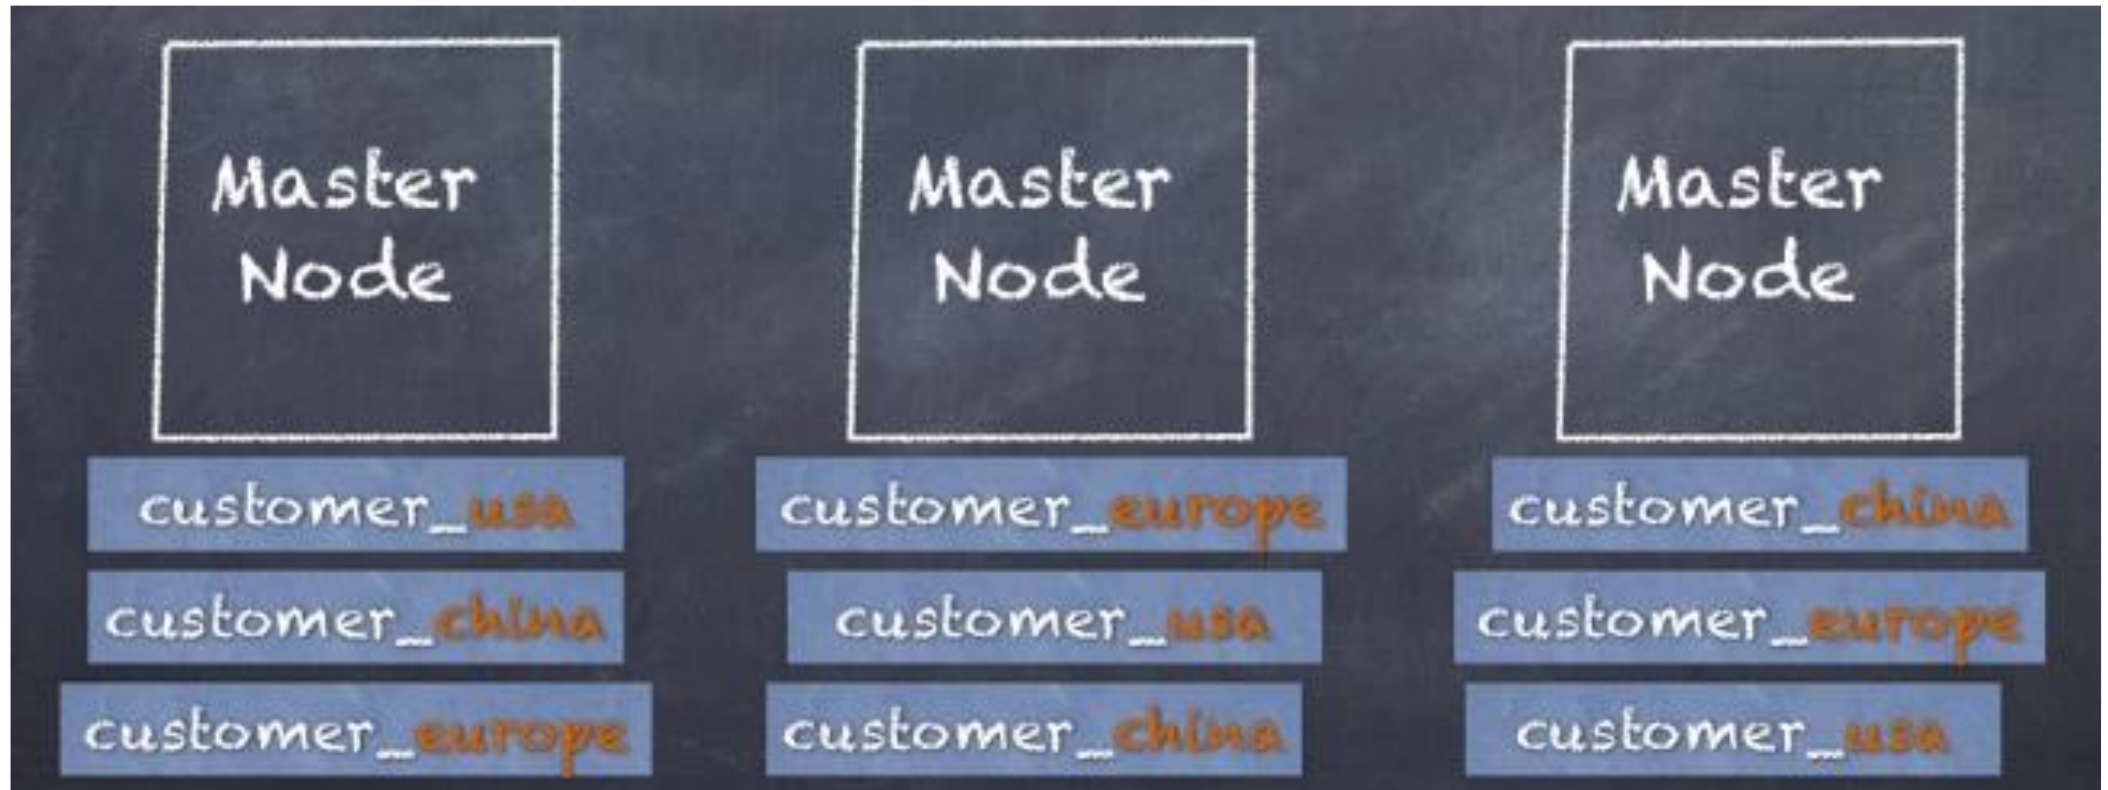 Master
Node
customer_usa
customer_china
customer_europe
Master
Node
customer_europe
customer_usa
customer_china
Master
Node
customer_china
customer_europe
customer_usa